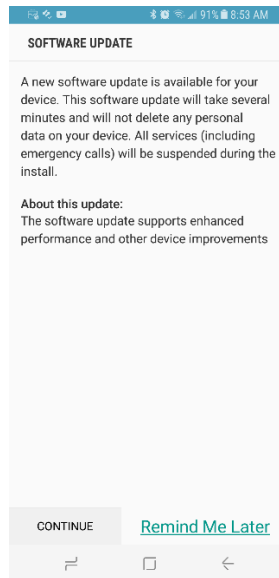 91% 8:53 AM
SOFTWARE UPDATE
A new software update is available for your
device. This software update will take several
minutes and will not delete any personal
data on your device. All services (including
emergency calls) will be suspended during the
install.
About this update:
The software update supports enhanced
performance and other device improvements
CONTINUE
Remind Me Later